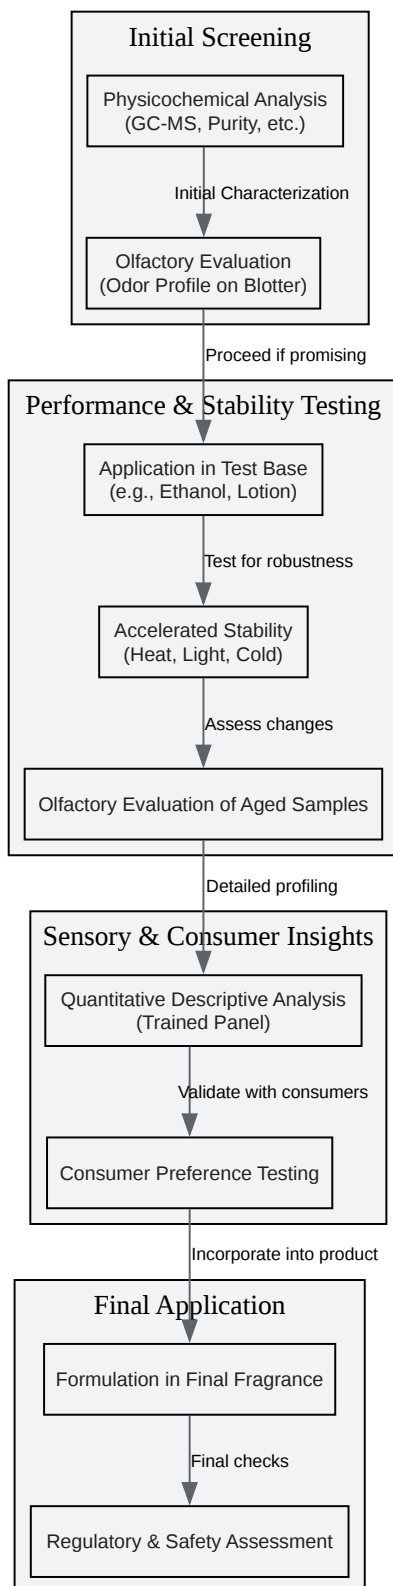 Initial Screening
Physicochemical Analysis
(GC-MS, Purity, etc.)
Initial Characterization
Olfactory Evaluation
(Odor Profile on Blotter)
Proceed if promising
Performance & Stability Testing
Application in Test Base
(e.g., Ethanol, Lotion)
Test for robustness
Accelerated Stability
(Heat, Light, Cold)
Assess changes
Olfactory Evaluation of Aged Samples
Detailed profiling
Sensory & Consumer Insights
Quantitative Descriptive Analysis
(Trained Panel)
Validate with consumers
Consumer Preference Testing
Incorporate into product
Final Application
Formulation in Final Fragrance
Final checks
Regulatory & Safety Assessment